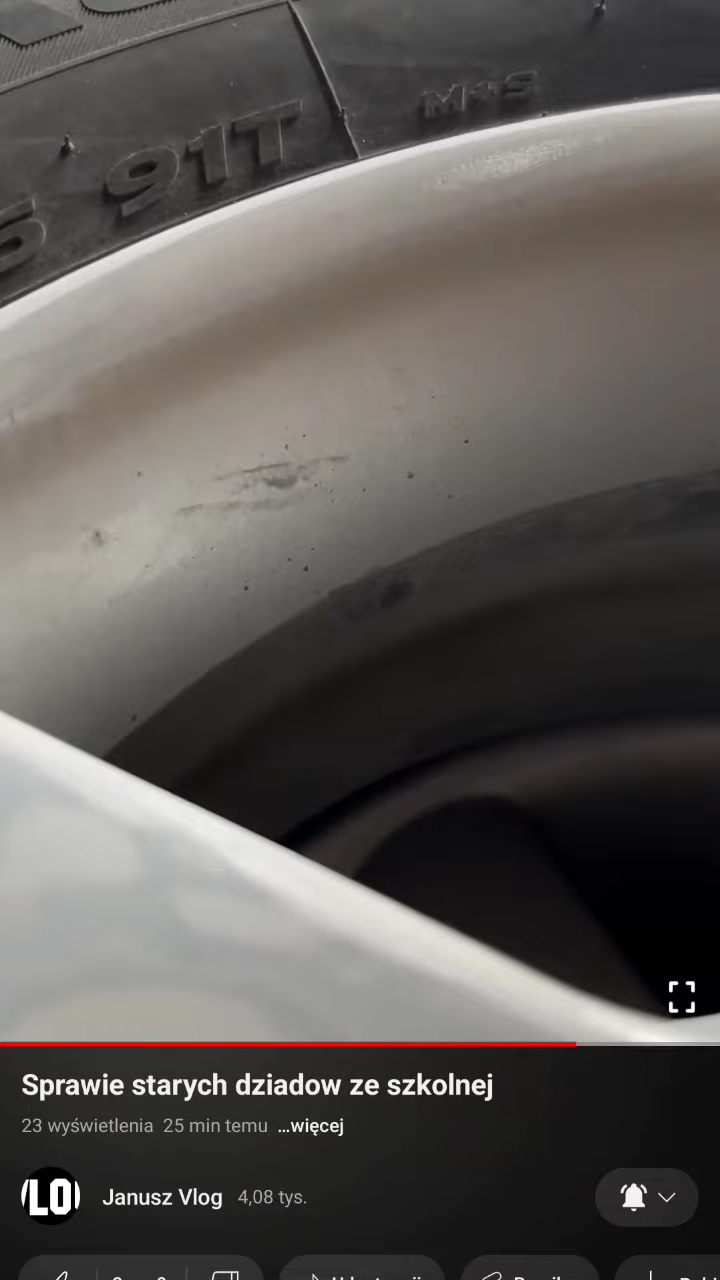 M+S
91T
Sprawie starych dziadow ze szkolnej
23 wyświetlenia 25 min temu ...więcej
LO
Janusz Vlog 4,08 tys.